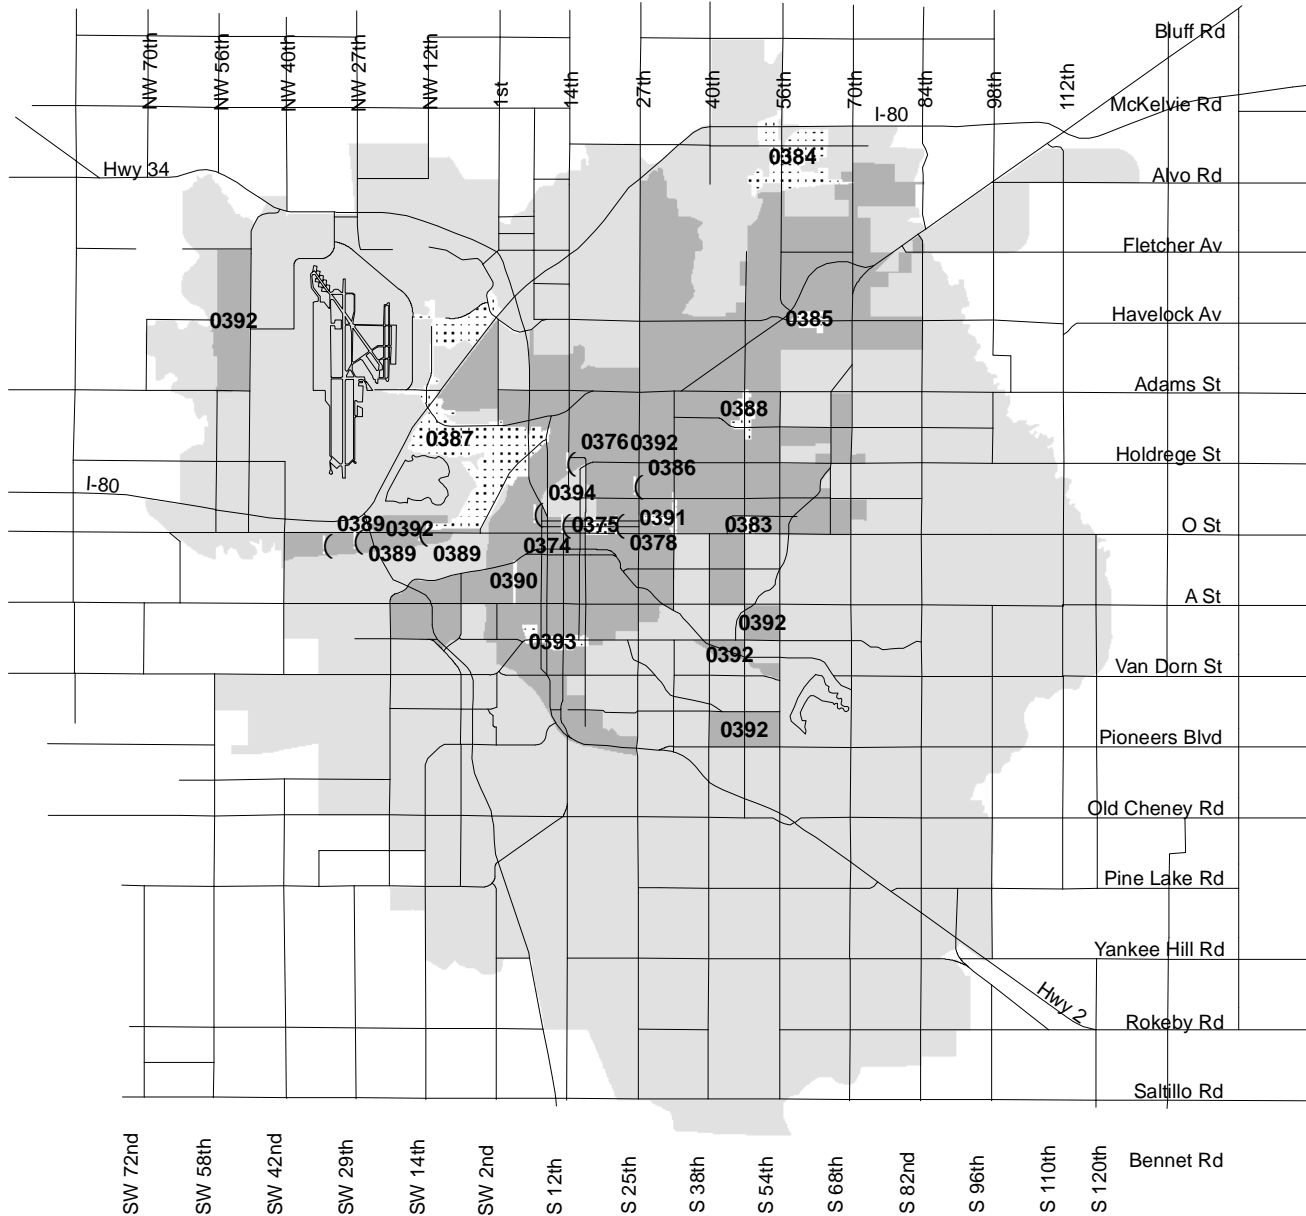 Bluff Rd
NW 70th
NW 56th
NW 40th
NW 27th
NW 12th
1st
14th
27th
40th
56th
70th
84th
98th
112th
McKelvie Rd
I-80
0384
Hwy 34
Alvo Rd
Fletcher Av
0392
0385
Havelock Av
Adams St
0388
0387
0376
0392
Holdrege St
0386
I-80
0394
0389
0392
0375
0391
0383
O St
0389
0389
0374
0378
0390
A St
0392
0393
0392
Van Dorn St
0392
Pioneers Blvd
Old Cheney Rd
Pine Lake Rd
Yankee Hill Rd
Hwy 2
Rokeby Rd
Saltillo Rd
Bennet Rd
SW 72nd
SW 58th
SW 42nd
SW 29th
SW 14th
SW 2nd
S 12th
S 25th
S 38th
S 54th
S 68th
S 82nd
S 96th
S 110th
S 120th